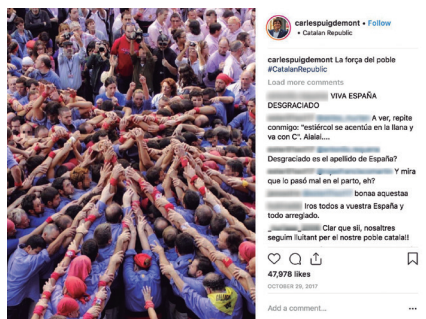 carlespuigdemont • Follow
• Catalan Republic
carlespuigdemont La força del poble
#CatalanRepublic
Load more comments
VIVA ESPAÑA
DESGRACIADO
A ver, repite
conmigo: "estiércol se acentúa en la llana y
va con C". Alalai....
Desgraciado es el apellido de España?
Y mira
que lo pasó mal en el parto, eh?
bonaa aquestaa
Iros todos a vuestra España y
todo arreglado.
Clar que sii, nosaltres
seguim lluitant per el nostre poble catala!!
47,978 likes
OCTOBER 29, 2017
Add a comment...